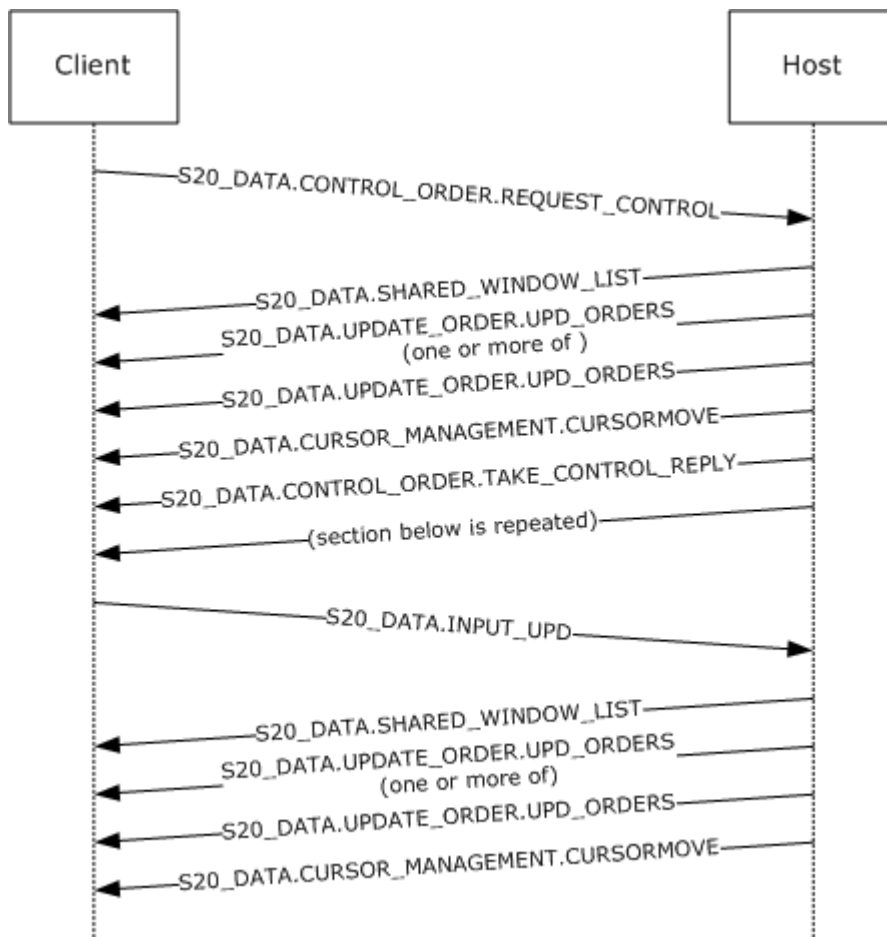 Client
Host
S20_DATA.CONTROL_ORDER.REQUEST_CONTROL
S20_DATA.SHARED_WINDOW_LIST
S20_DATA.UPDATE_ORDER.UPD_ORDERS
(one or more of )
S20_DATA.UPDATE_ORDER.UPD_ORDERS
S20_DATA.CURSOR_MANAGEMENT.CURSORMOVE
S20_DATA.CONTROL_ORDER.TAKE_CONTROL_REPLY
(section below is repeated)
S20_DATA.INPUT_UPD
S20_DATA.SHARED_WINDOW_LIST
S20_DATA.UPDATE_ORDER.UPD_ORDERS
(one or more of)
S20_DATA.UPDATE_ORDER.UPD_ORDERS
S20_DATA.CURSOR_MANAGEMENT.CURSORMOVE